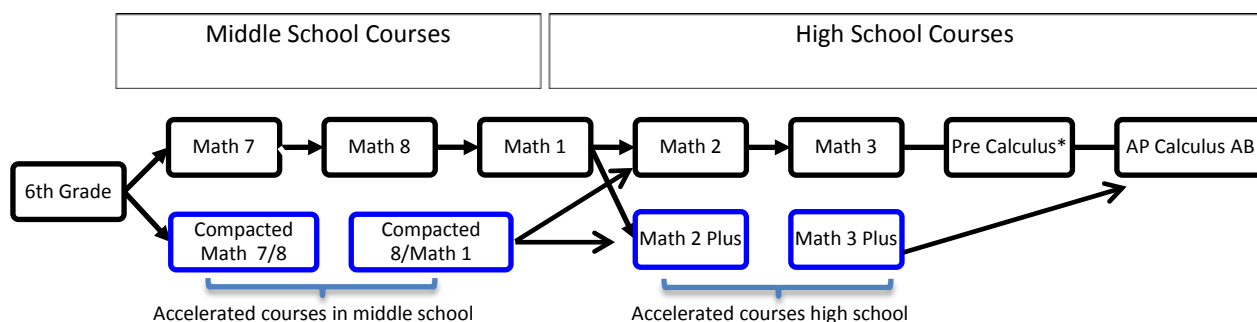 Middle School Courses
High School Courses
Math 7
Math 8
Math 1
Math 2
Math 3
Pre Calculus*
AP Calculus AB
6th Grade
Compacted
Math 7/8
Compacted
8/Math 1
Math 2 Plus
Math 3 Plus
Accelerated courses in middle school
Accelerated courses high school